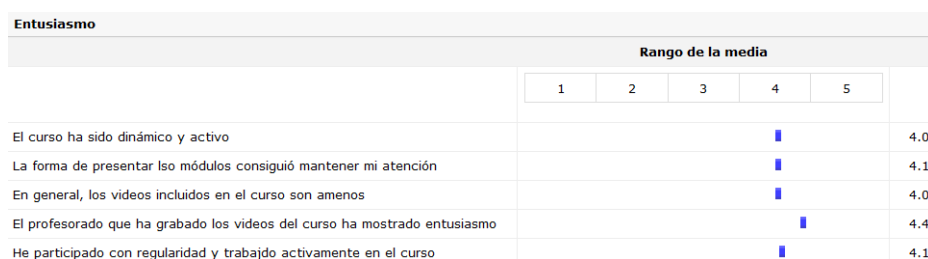 Entusiasmo
Rango de la media
1 2 3 4 5
El curso ha sido dinámico y activo 4.0
La forma de presentar lso módulos consiguió mantener mi atención 4.1
En general, los videos incluidos en el curso son amenos 4.0
El profesorado que ha grabado los videos del curso ha mostrado entusiasmo 4.4
He participado con regularidad y trabajdo activamente en el curso 4.1